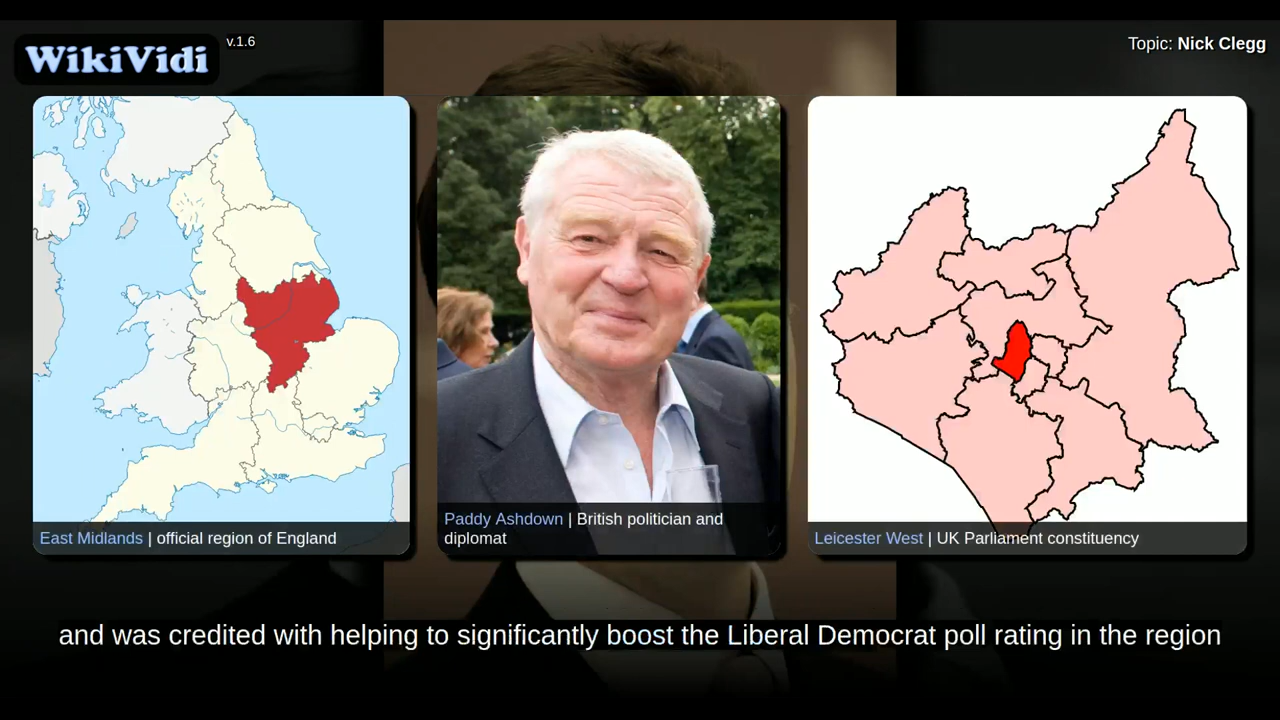 WikiVidi
v.1.6
Topic: Nick Clegg
East Midlands | official region of England
Paddy Ashdown | British politician and
diplomat
Leicester West | UK Parliament constituency
and was credited with helping to significantly boost the Liberal Democrat poll rating in the region